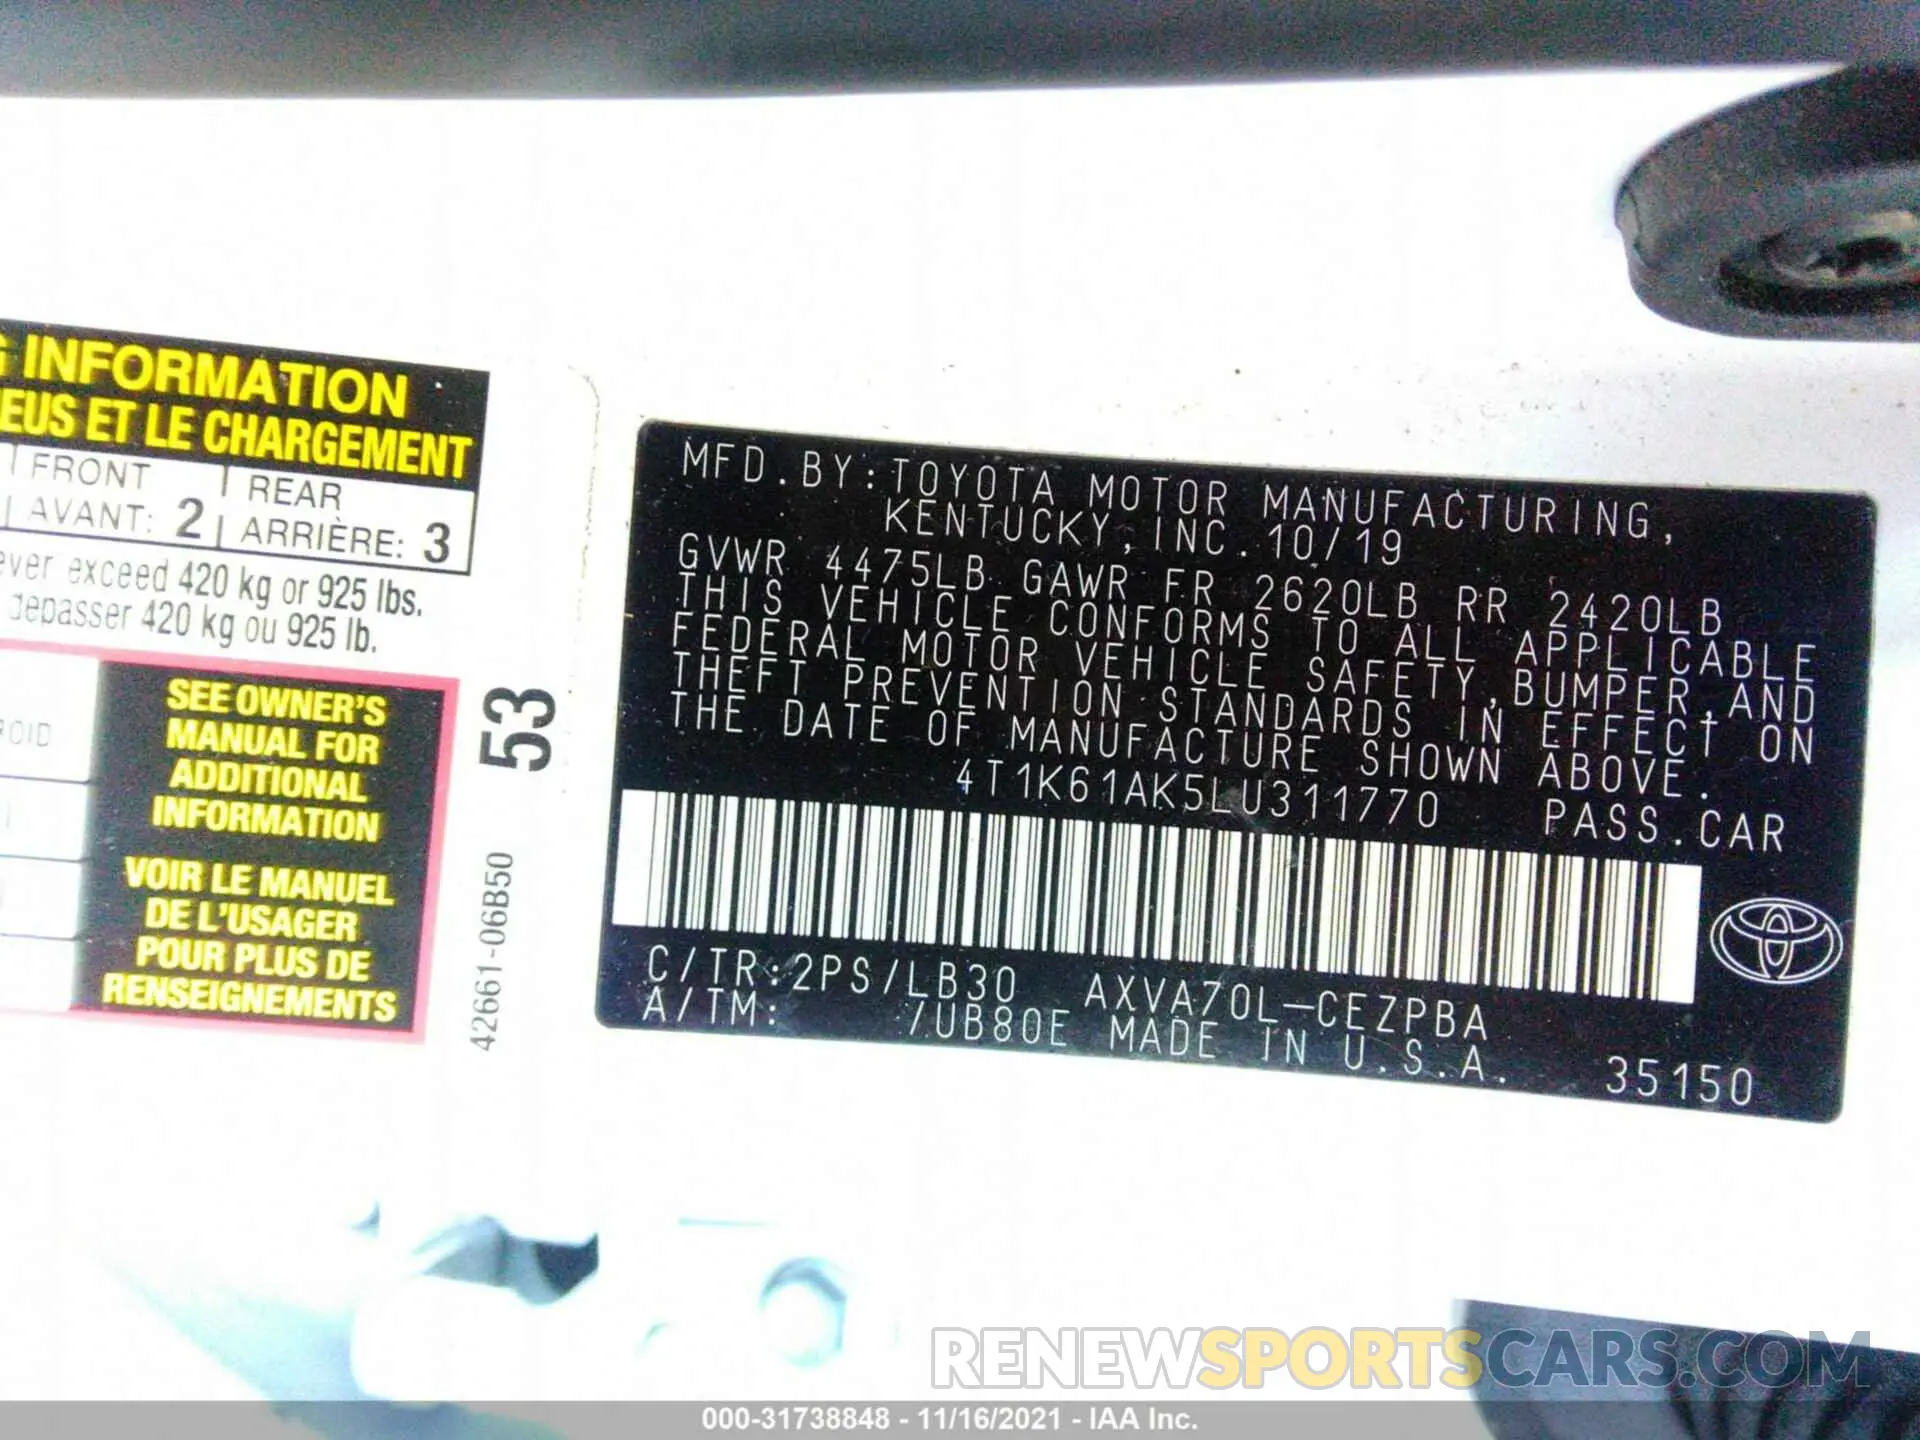 INFORMATION
EUS ET LE CHARGEMENT
FRONT
AVANT: 2
REAR
ARRIÈRE: 3
ever exceed 420 kg or 925 lbs.
depasser 420 kg ou 925 lb.
SEE OWNER'S
MANUAL FOR
ADDITIONAL
INFORMATION
VOIR LE MANUEL
DE L'USAGER
POUR PLUS DE
RENSEIGNEMENTS
53
42661-06B50
MFD.BY:TOYOTA MOTOR MANUFACTURING,
KENTUCKY,INC.10/19
GVWR 4475LB GAWR FR 2620LB RR 2420LB
THIS VEHICLE CONFORMS TO ALL APPLICABLE
FEDERAL MOTOR VEHICLE SAFETY,BUMPER,AND
THEFT PREVENTION STANDARDS IN EFFECT ON
THE DATE OF MANUFACTURE SHOWN ABOVE.
4T1K61AK5LU311770 PASS.CAR
C/TR:2PS/LB30 AXVA70L-CEZPBA
A/TM: /UB80E MADE IN U.S.A.
35150
RENEWSPORTSCARS.COM
000-31738848 - 11/16/2021 - IAA Inc.